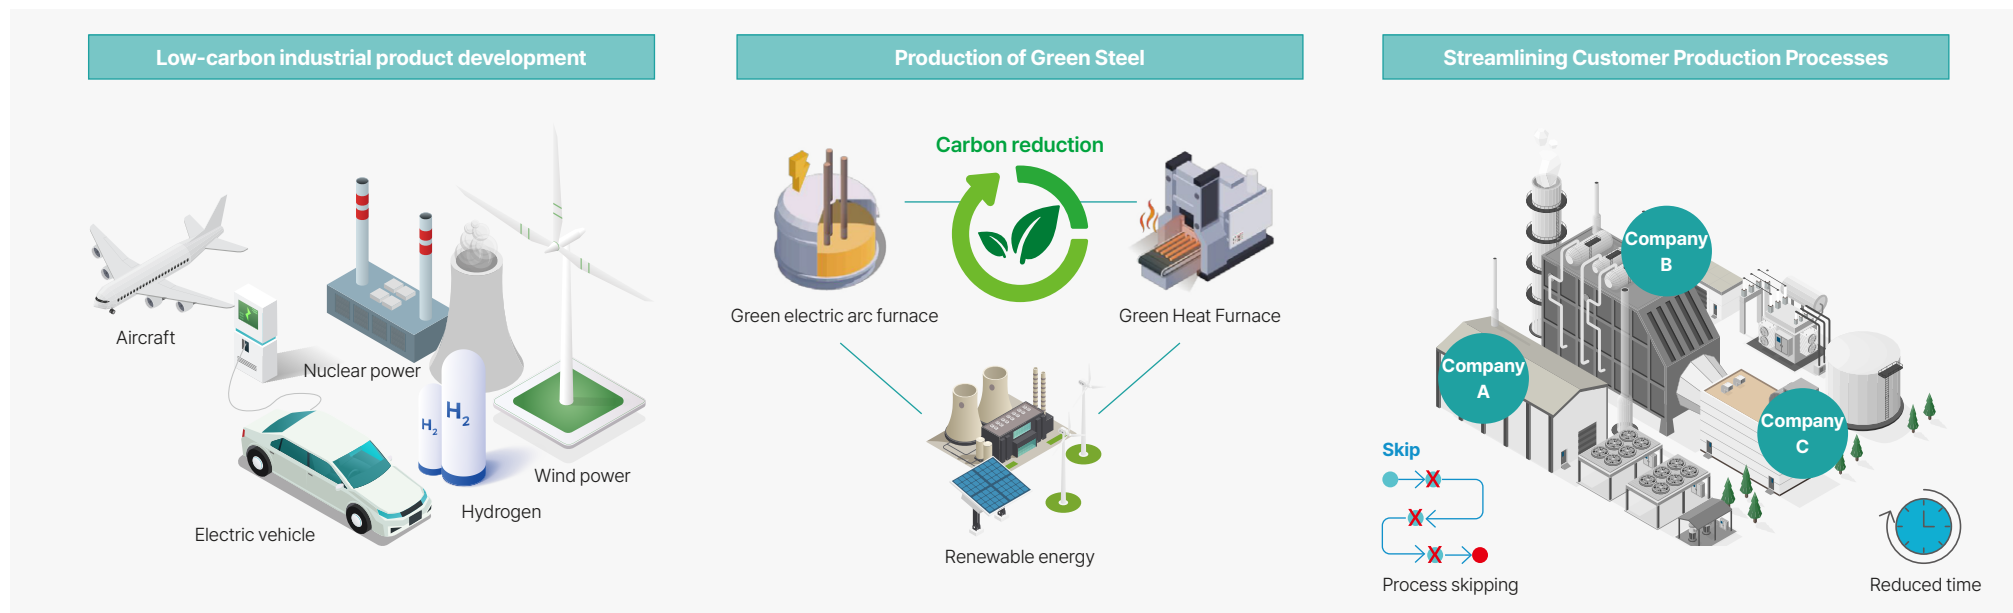 Low-carbon industrial product development
Aircraft
Nuclear power
H2
H2
Wind power
Hydrogen
Electric vehicle
Production of Green Steel
Carbon reduction
Green electric arc furnace
Green Heat Furnace
Renewable energy
Streamlining Customer Production Processes
Company
B
Company
A
Company
C
Skip
X
X
X
Process skipping
Reduced time